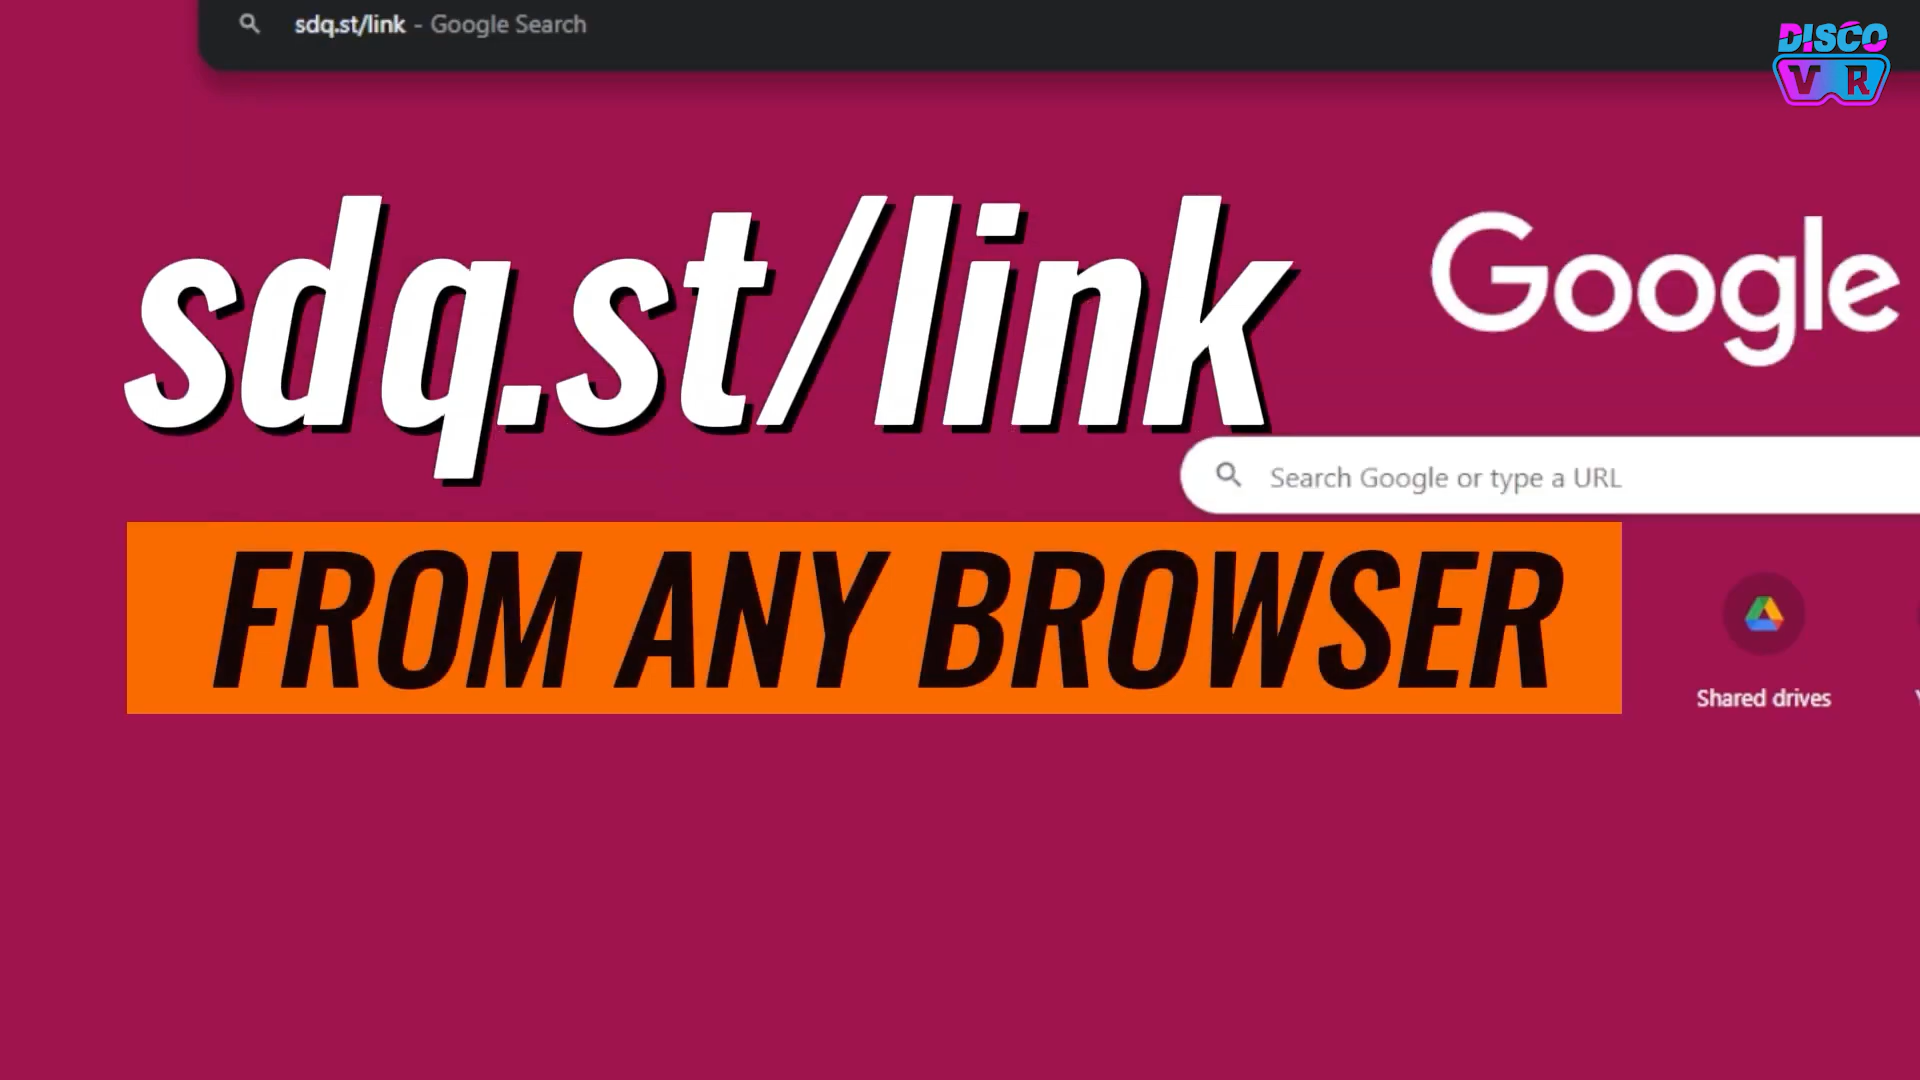 sdq.st/link - Google Search
DISCO
VR
sdq.st/link
Google
Search Google or type a URL
FROM ANY BROWSER
Shared drives